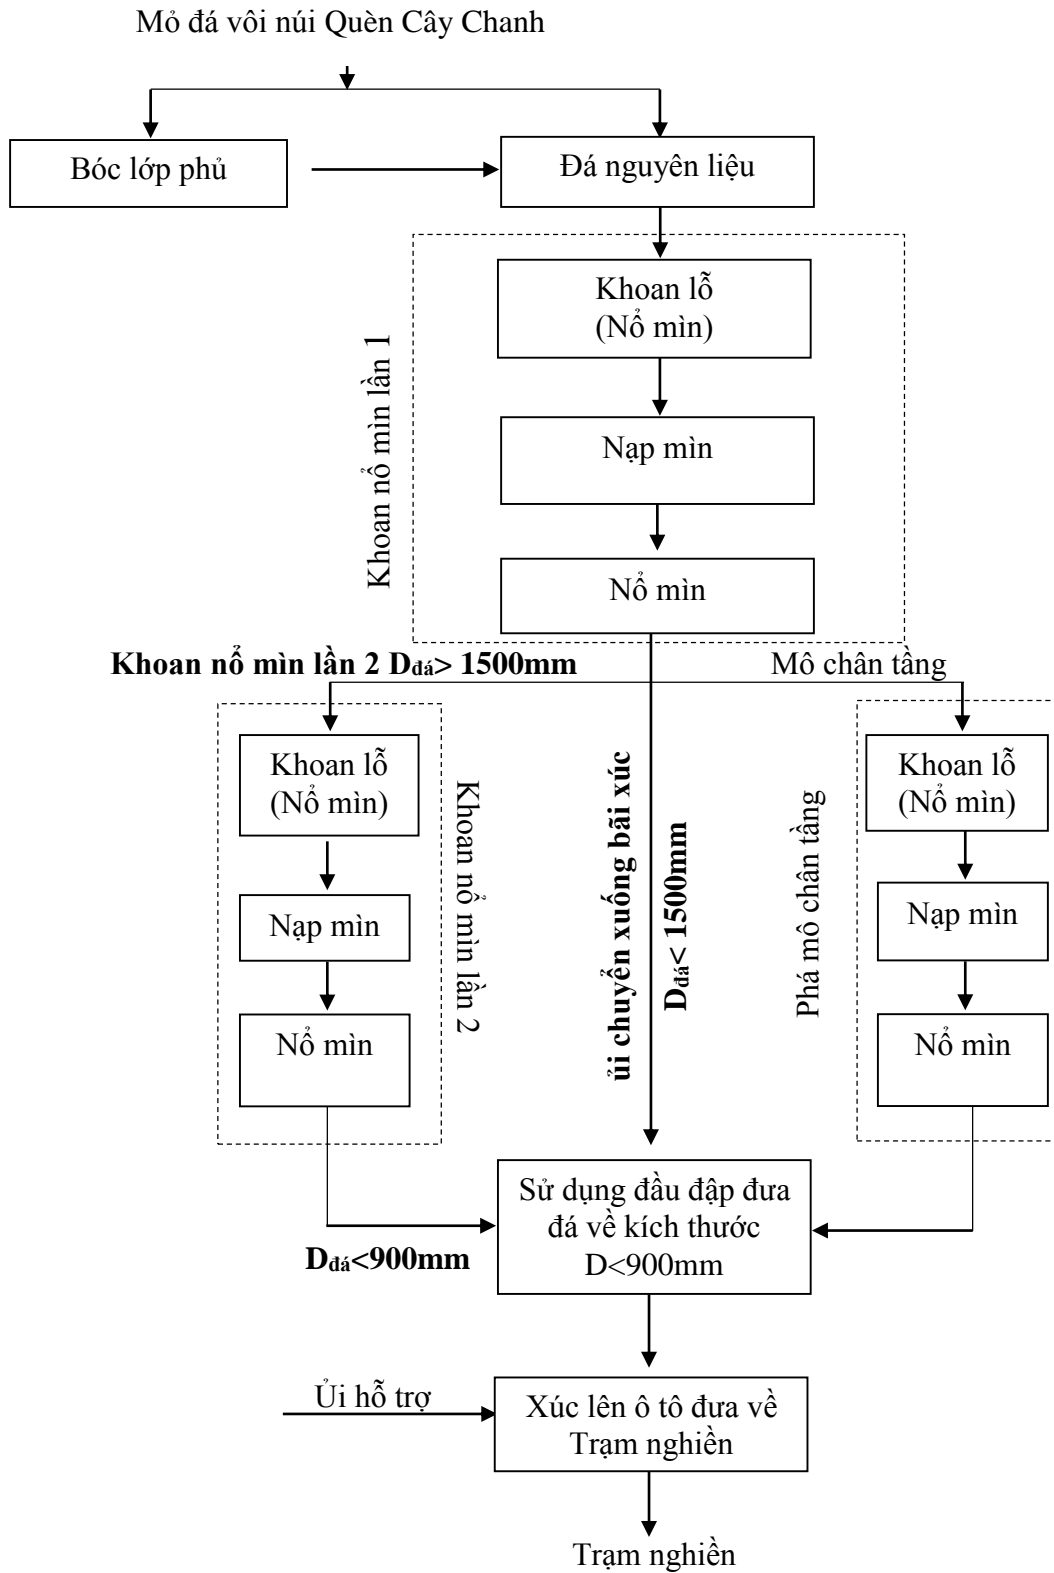 Mỏ đá vôi núi Quèn Cây Chanh
Bóc lớp phủ
Đá nguyên liệu
Khoan nổ mìn lần 1
Khoan lỗ
(Nổ mìn)
Nạp mìn
Nổ mìn
Khoan nổ mìn lần 2 Dđá> 1500mm
Mô chân tầng
Khoan lỗ
(Nổ mìn)
Nạp mìn
Nổ mìn
Khoan nổ mìn lần 2
ủi chuyển xuống bãi xúc
Dđá< 1500mm
Phá mô chân tầng
Khoan lỗ
(Nổ mìn)
Nạp mìn
Nổ mìn
Dđá<900mm
Sử dụng đầu đập đưa
đá về kích thước
D<900mm
Ủi hỗ trợ
Xúc lên ô tô đưa về
Trạm nghiền
Trạm nghiền